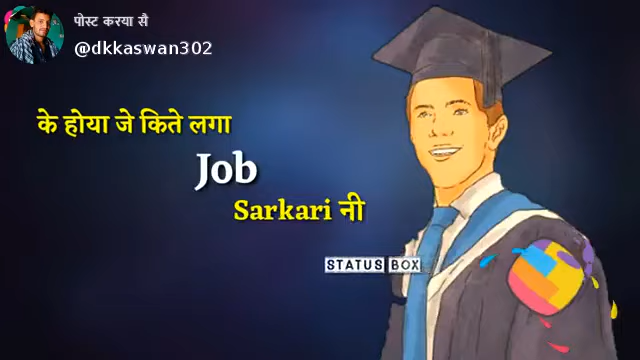 पोस्ट करया सै
@dkkaswan302
के होया जे किते लगा
Job
Sarkari नी
STATUS BOX